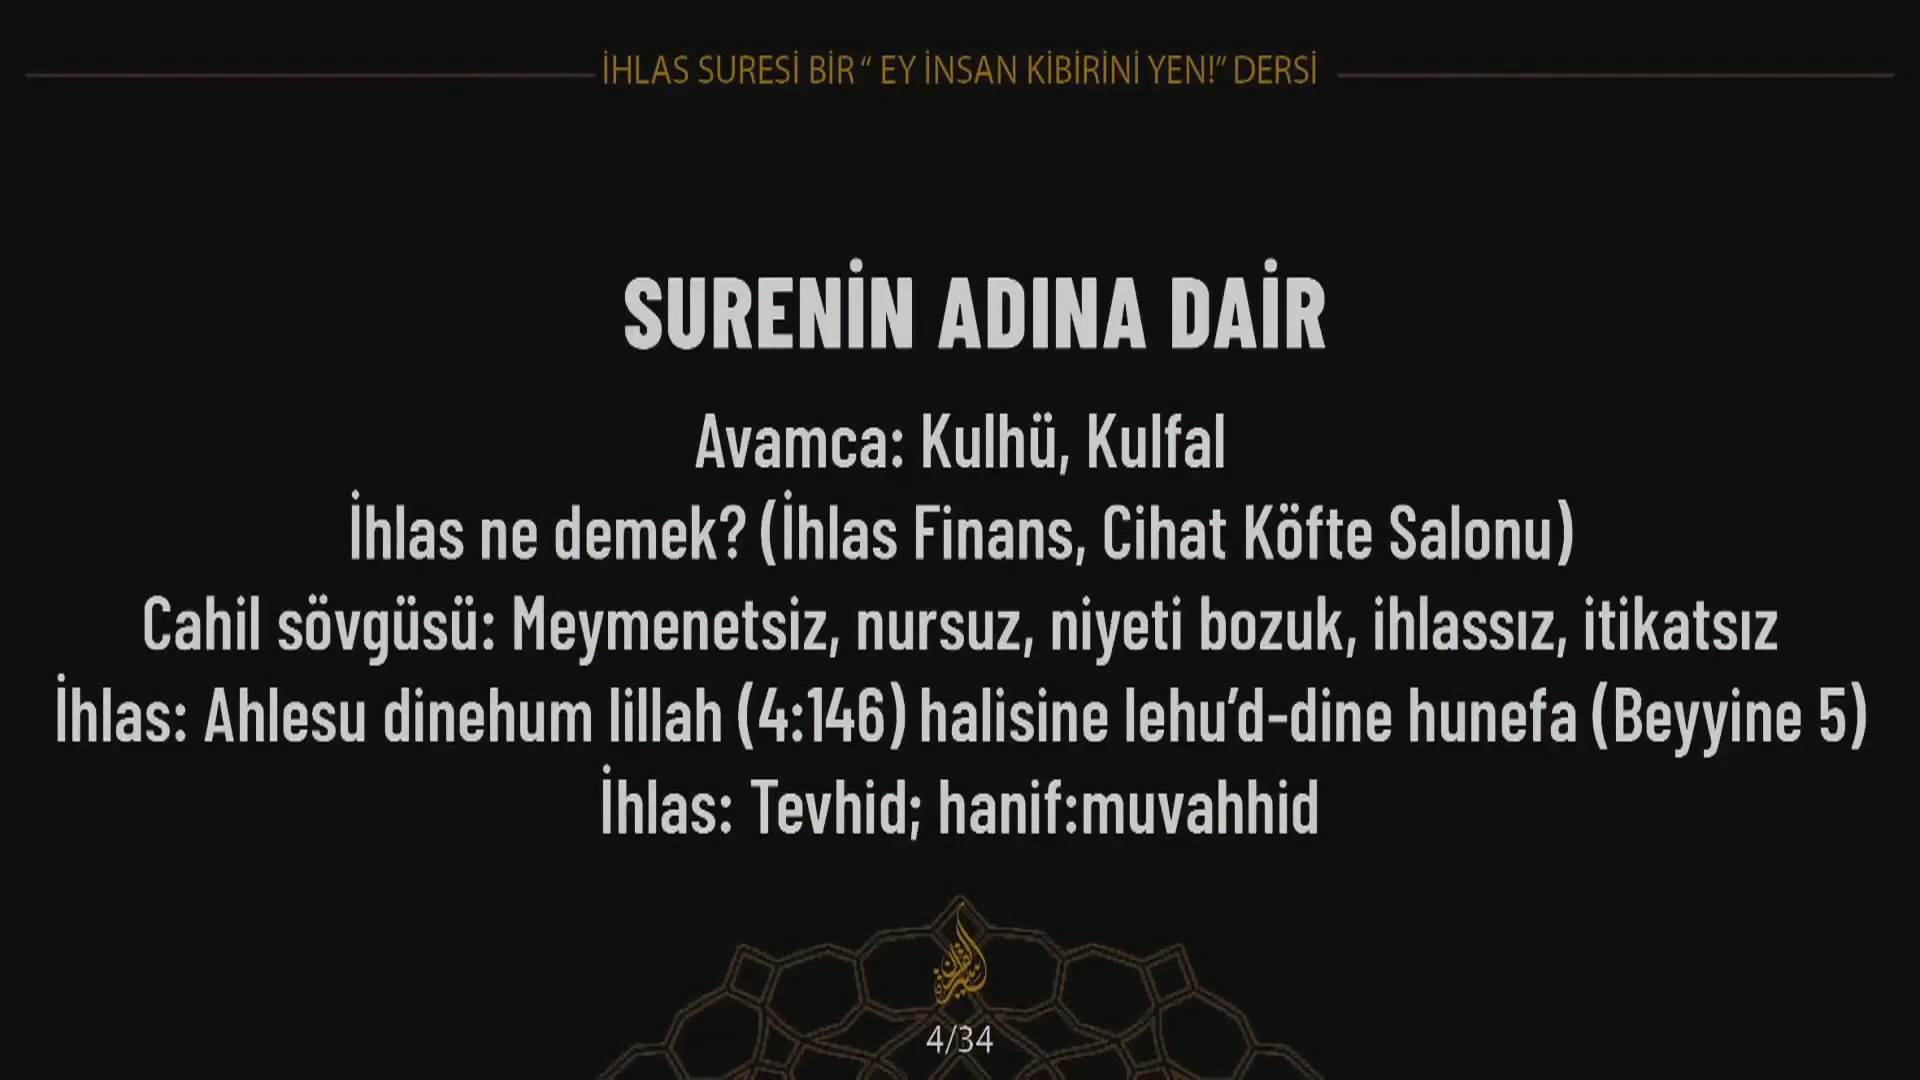 İHLAS SURESİ BİR “ EY İNSAN KİBİRİNİ YEN!” DERSİ
SURENİN ADINA DAİR
Avamca: Kulhü, Kulfal
İhlas ne demek? (İhlas Finans, Cihat Köfte Salonu)
Cahil sövgüsü: Meymenetsiz, nursuz, niyeti bozuk, ihlassız, itikatsız
İhlas: Ahlesu dinehum lillah (4:146) halisine lehu’d-dine hunefa (Beyyine 5)
İhlas: Tevhid; hanif:muvahhid
4/34